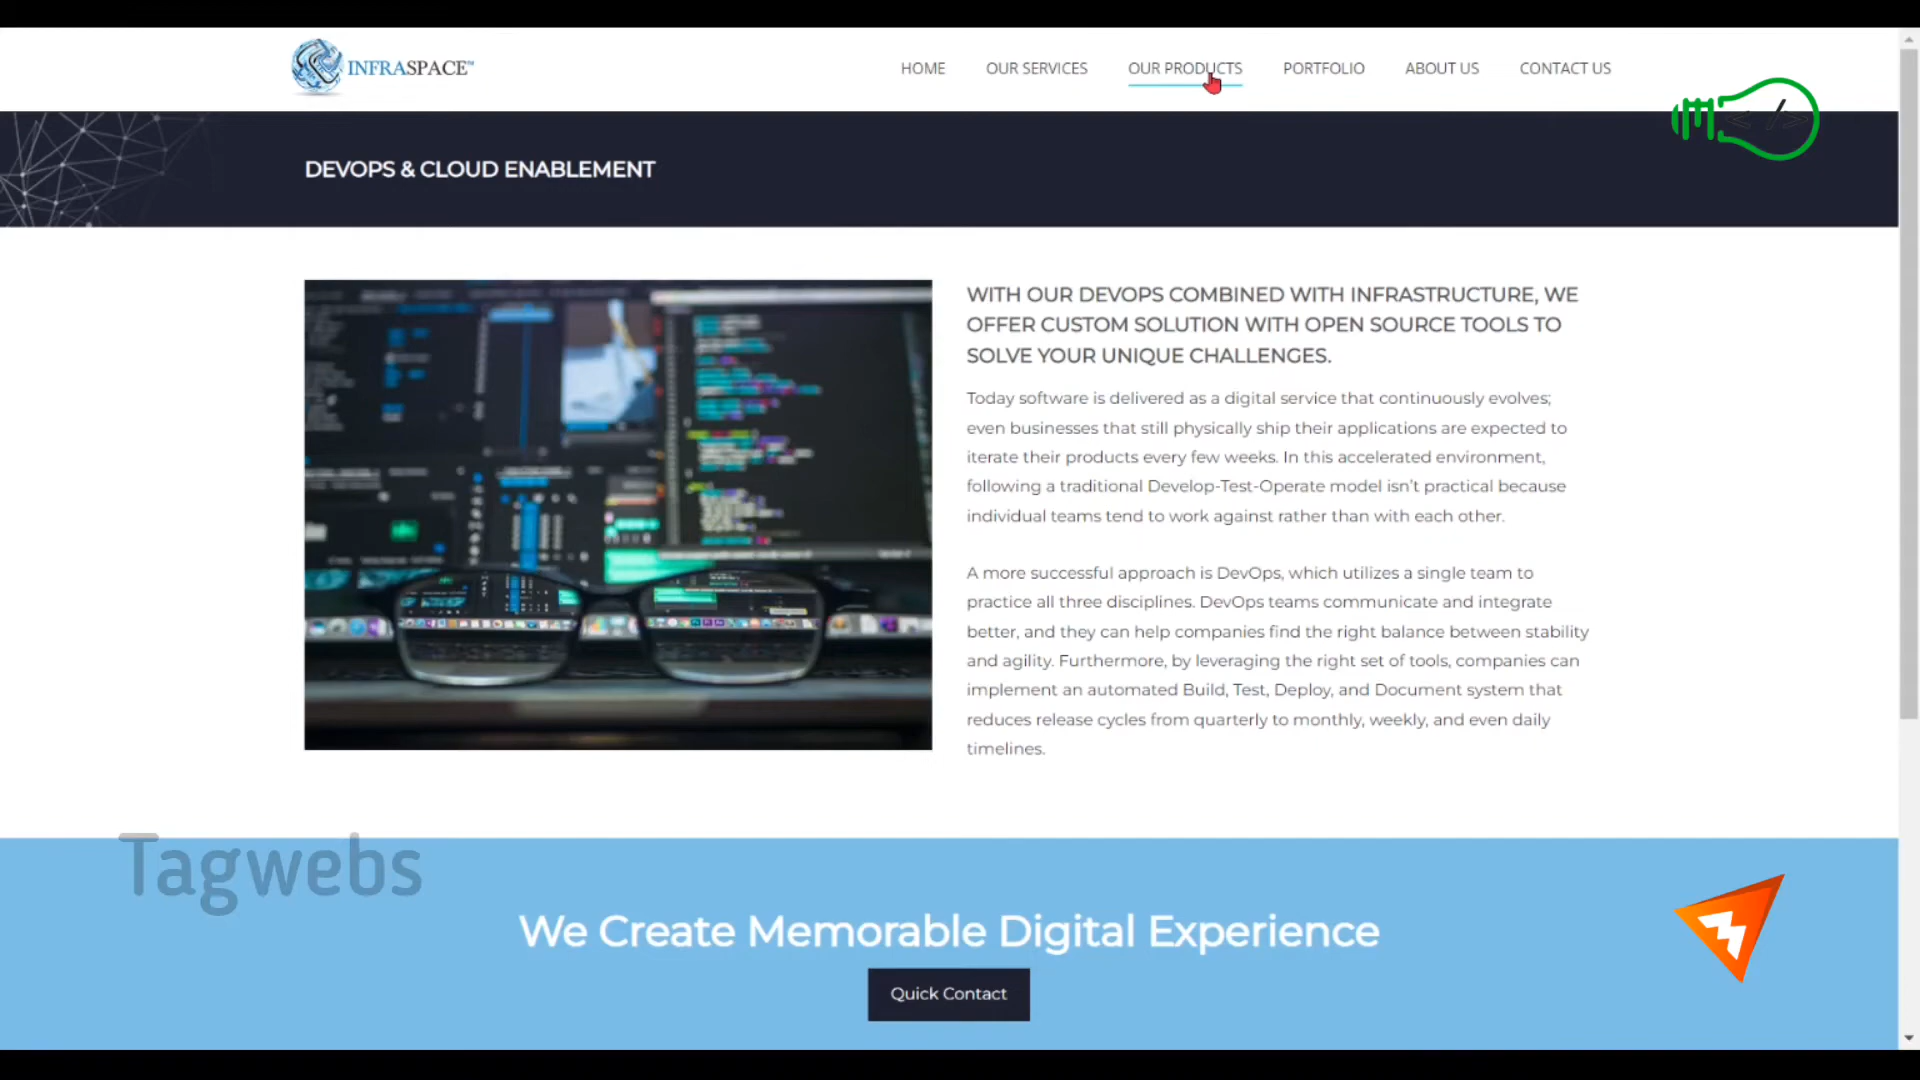 INFRASPACE™
HOME OUR SERVICES OUR PRODUCTS PORTFOLIO ABOUT US CONTACT US
</>
DEVOPS & CLOUD ENABLEMENT
WITH OUR DEVOPS COMBINED WITH INFRASTRUCTURE, WE
OFFER CUSTOM SOLUTION WITH OPEN SOURCE TOOLS TO
SOLVE YOUR UNIQUE CHALLENGES.
Today software is delivered as a digital service that continuously evolves;
even businesses that still physically ship their applications are expected to
iterate their products every few weeks. In this accelerated environment,
following a traditional Develop-Test-Operate model isn't practical because
individual teams tend to work against rather than with each other.
A more successful approach is DevOps, which utilizes a single team to
practice all three disciplines. DevOps teams communicate and integrate
better, and they can help companies find the right balance between stability
and agility. Furthermore, by leveraging the right set of tools, companies can
implement an automated Build, Test, Deploy, and Document system that
reduces release cycles from quarterly to monthly, weekly, and even daily
timelines.
Tagwebs
We Create Memorable Digital Experience
Quick Contact